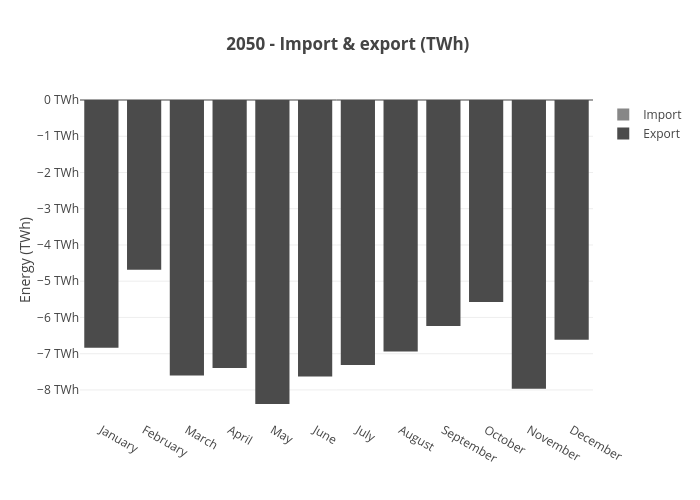 2050 - Import & export (TWh)
Import
Export
Energy (TWh)
0 TWh
−1 TWh
−2 TWh
−3 TWh
−4 TWh
−5 TWh
−6 TWh
−7 TWh
−8 TWh
January
February
March
April
May
June
July
August
September
October
November
December